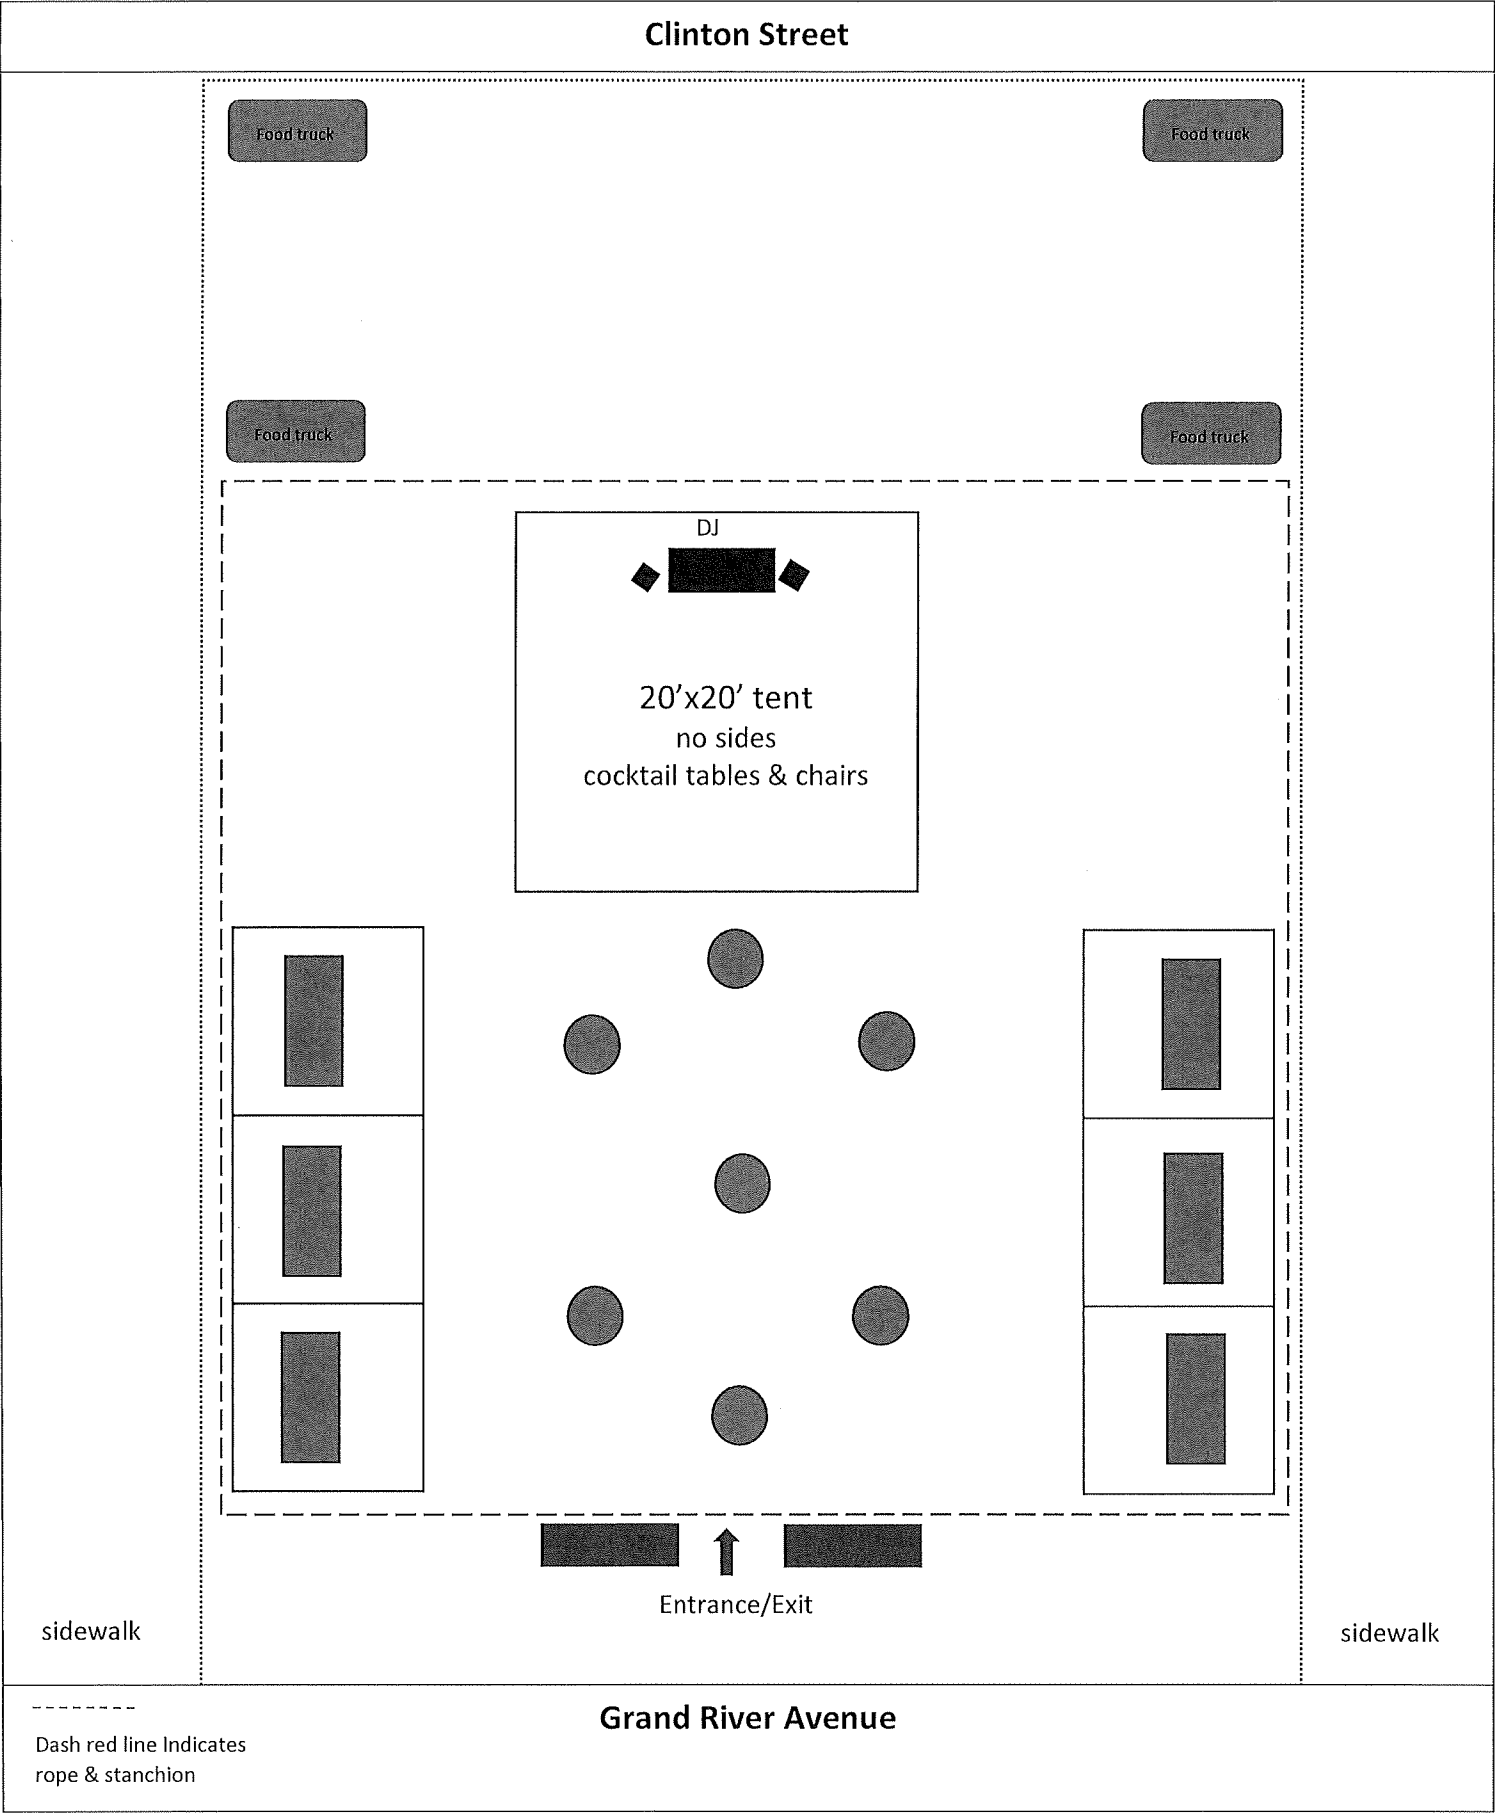 Clinton Street
Food truck
Food truck
Food truck
Food truck
DJ
20'x20' tent
no sides
cocktail tables & chairs
Entrance/Exit
sidewalk
sidewalk
Grand River Avenue
Dash red line Indicates
rope & stanchion